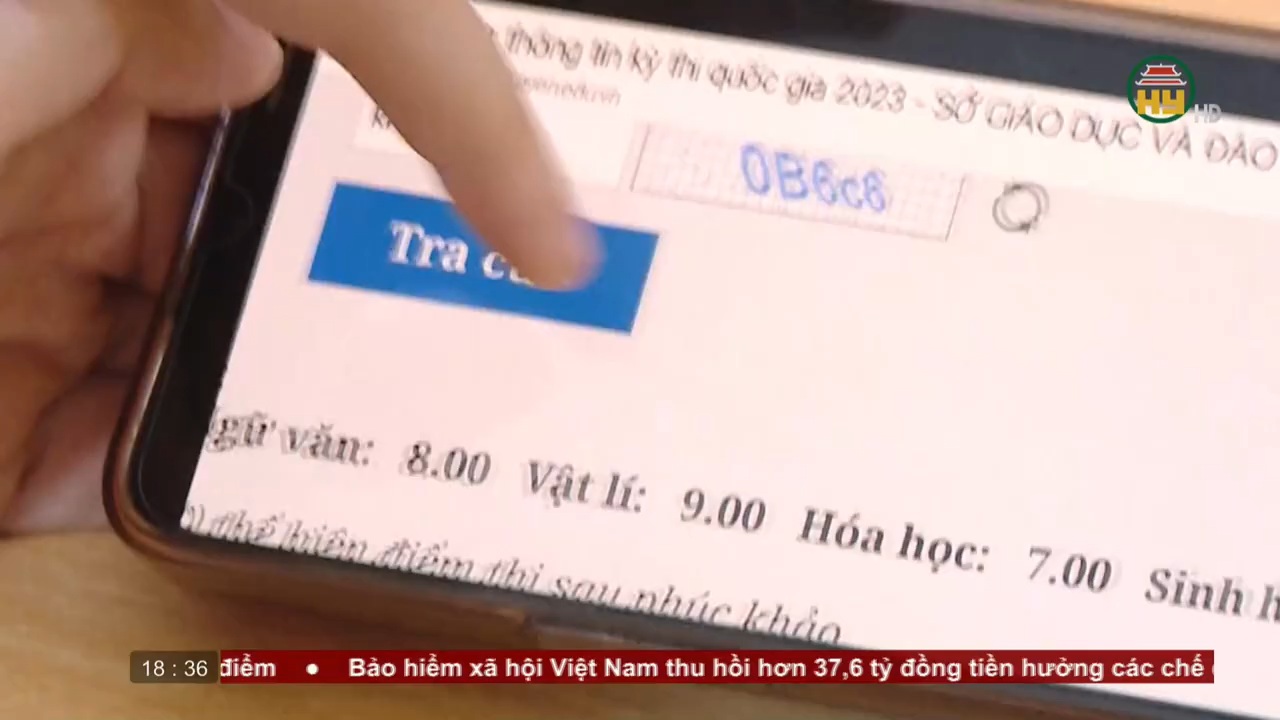 thông tin kỳ thi quốc gia 2023 - SỞ GIÁO DỤC VÀ ĐÀO
HY HD
0B6c6
Tra
văn: 8.00 Vật lí: 9.00 Hóa học: 7.00 Sinh
thể hiện điểm thi sau phúc khảo
18 : 36 điểm • Bảo hiểm xã hội Việt Nam thu hồi hơn 37,6 tỷ đồng tiền hưởng các chế